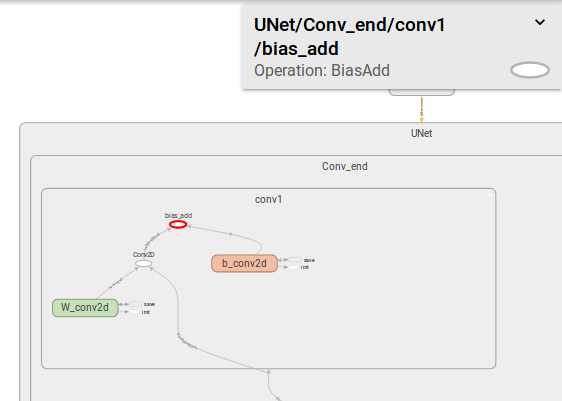 UNet/Conv_end/conv1
/bias_add
Operation: BiasAdd
UNet
Conv_end
conv1
bias_add
Conv2D
b_conv2d
save
init
W_conv2d
save
init